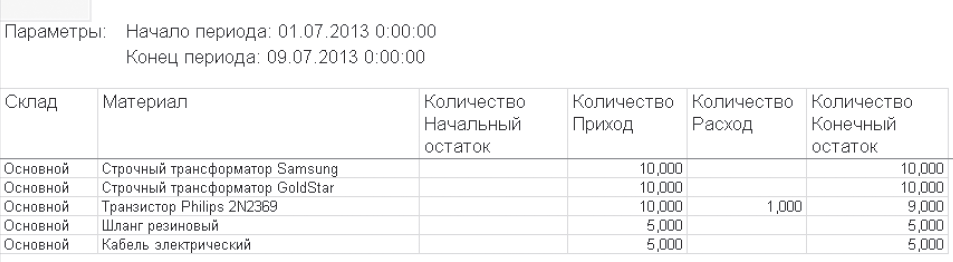 Параметры: Начало периода: 01.07.2013 0:00:00
Конец периода: 09.07.2013 0:00:00
Склад Материал Количество Начальный остаток Количество Приход Количество Расход Количество Конечный остаток
Основной Строчный трансформатор Samsung 10,000 10,000
Основной Строчный трансформатор GoldStar 10,000 10,000
Основной Транзистор Philips 2N2369 10,000 1,000 9,000
Основной Шланг резиновый 5,000 5,000
Основной Кабель электрический 5,000 5,000